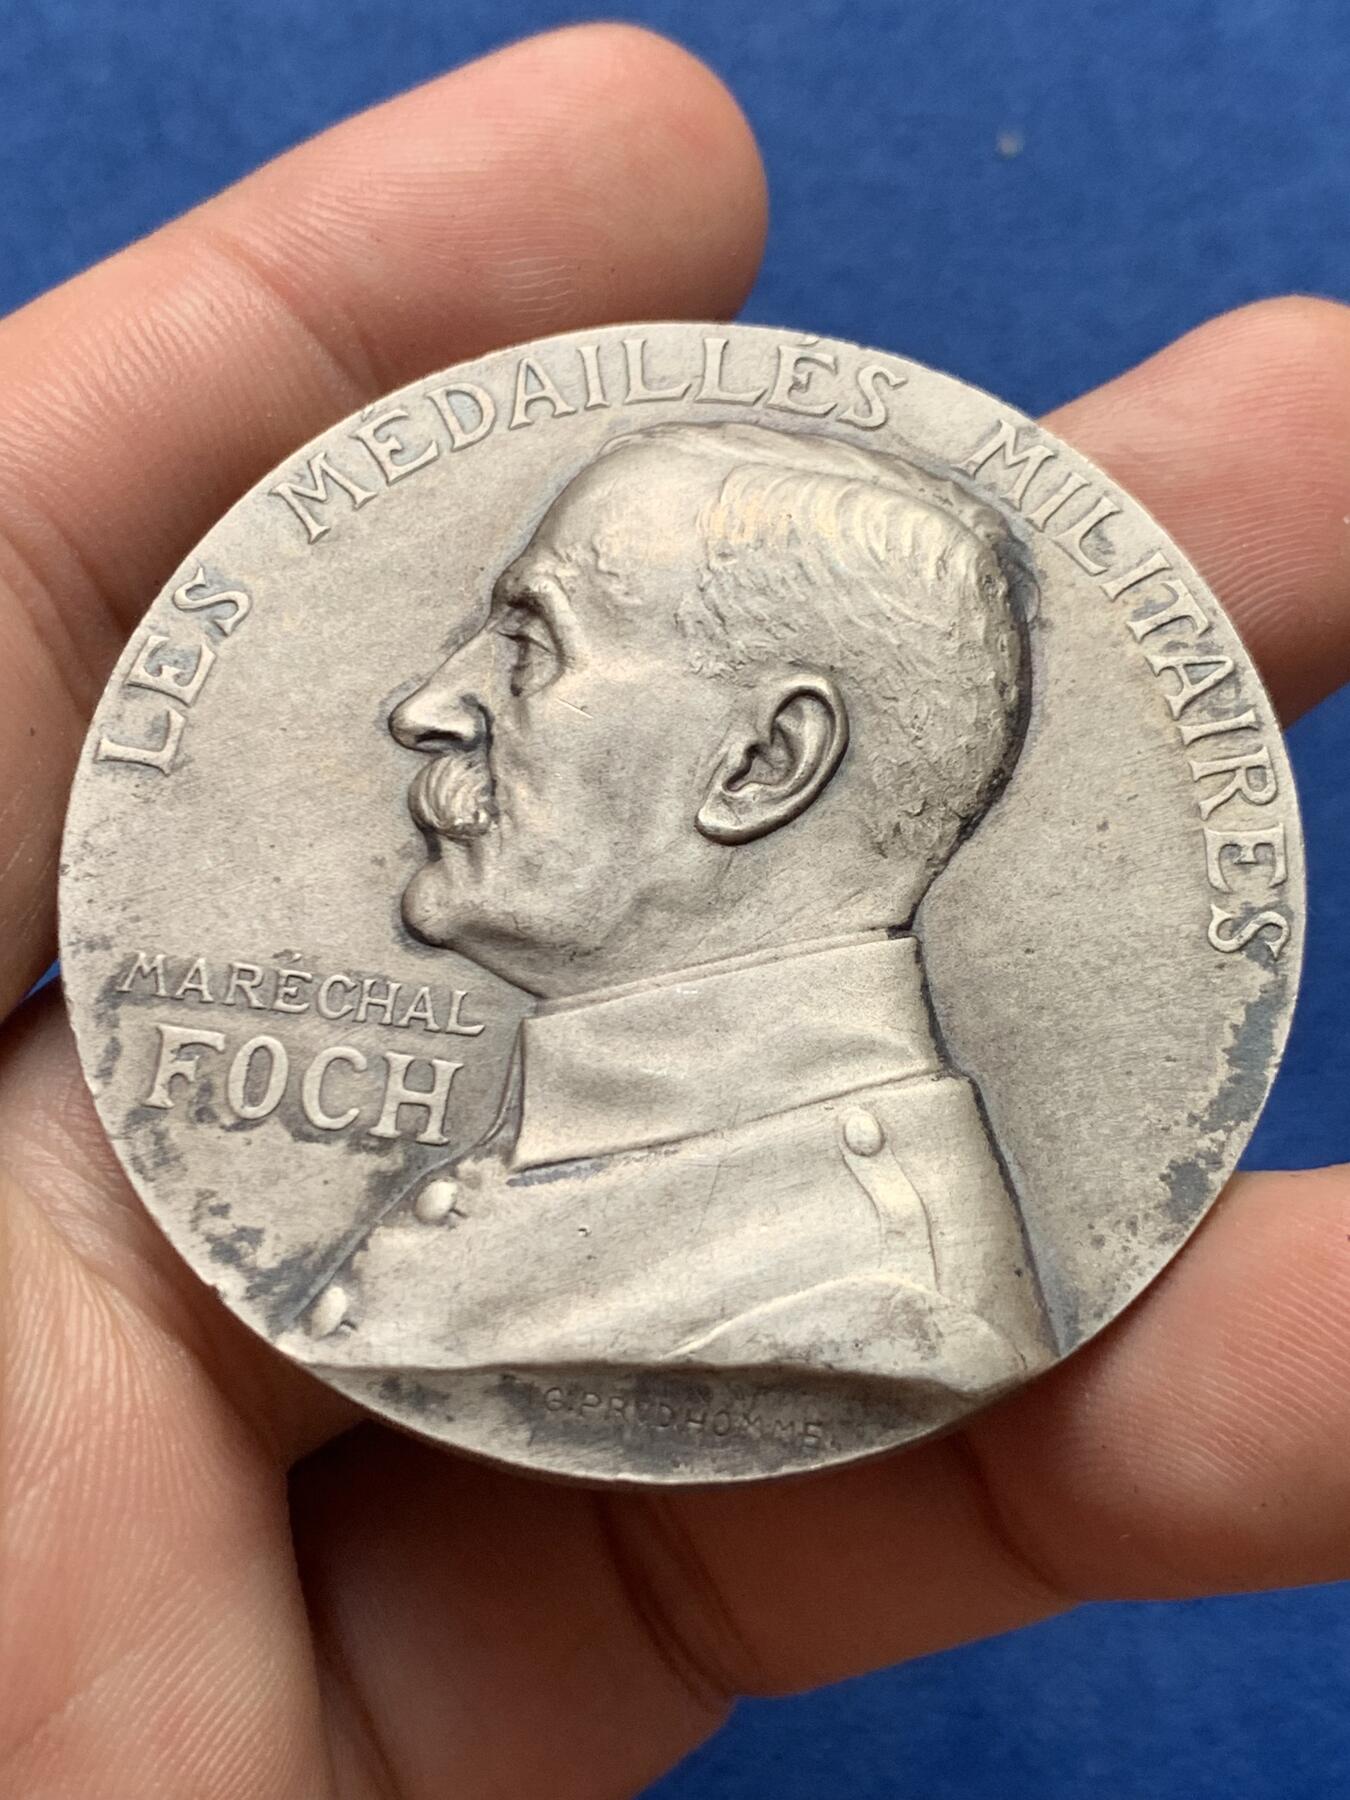 LES MÉDAILLÉS MILITAIRES
MARÉCHAL
FOCH
G. PRUDHOMME.